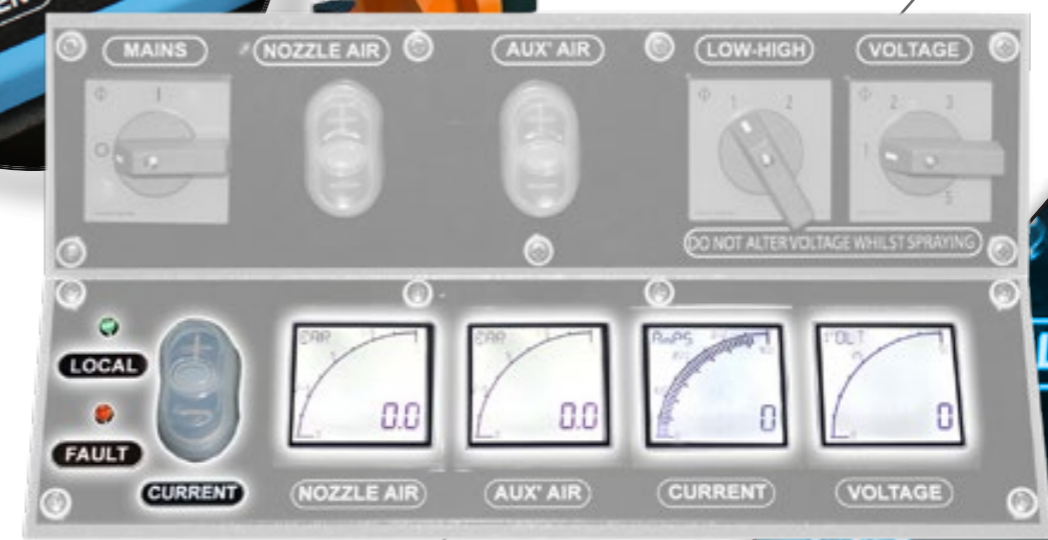 MAINS
NOZZLE AIR
AUX' AIR
LOW-HIGH
VOLTAGE
I
O
1 2
2 3
1
5
DO NOT ALTER VOLTAGE WHILST SPRAYING
LOCAL
FAULT
CURRENT
BAR
0.0
BAR
0.0
AMPS
0
VOLT
0
NOZZLE AIR
AUX' AIR
CURRENT
VOLTAGE